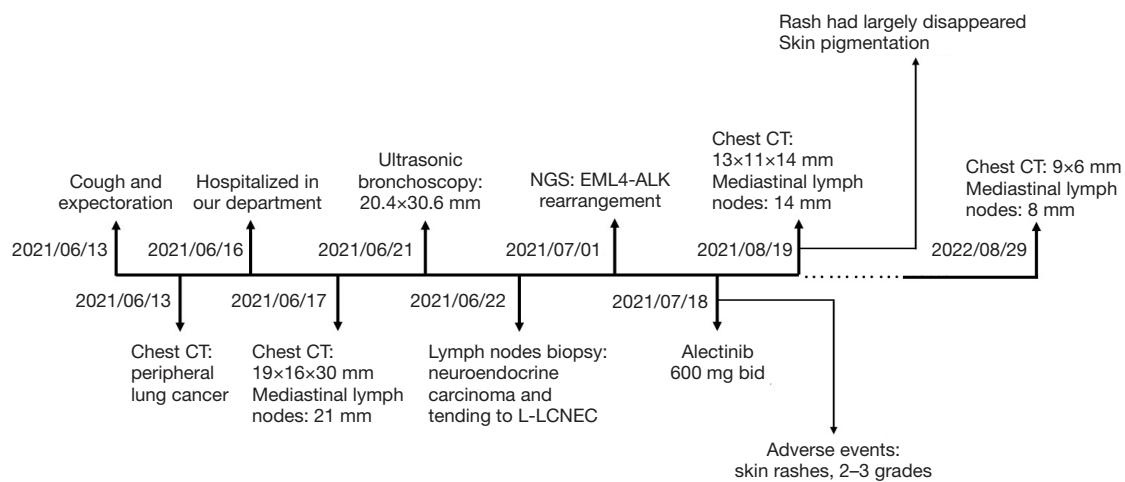 Rash had largely disappeared
Skin pigmentation
Cough and
expectoration
Hospitalized in
our department
Ultrasonic
bronchoscopy:
20.4×30.6 mm
NGS: EML4-ALK
rearrangement
Chest CT:
13×11×14 mm
Mediastinal lymph
nodes: 14 mm
Chest CT: 9×6 mm
Mediastinal lymph
nodes: 8 mm
2021/06/13
2021/06/16
2021/06/21
2021/07/01
2021/08/19
2022/08/29
2021/06/13
2021/06/17
2021/06/22
2021/07/18
Chest CT:
peripheral
lung cancer
Chest CT:
19×16×30 mm
Mediastinal lymph
nodes: 21 mm
Lymph nodes biopsy:
neuroendocrine
carcinoma and
tending to L-LCNEC
Alectinib
600 mg bid
Adverse events:
skin rashes, 2–3 grades